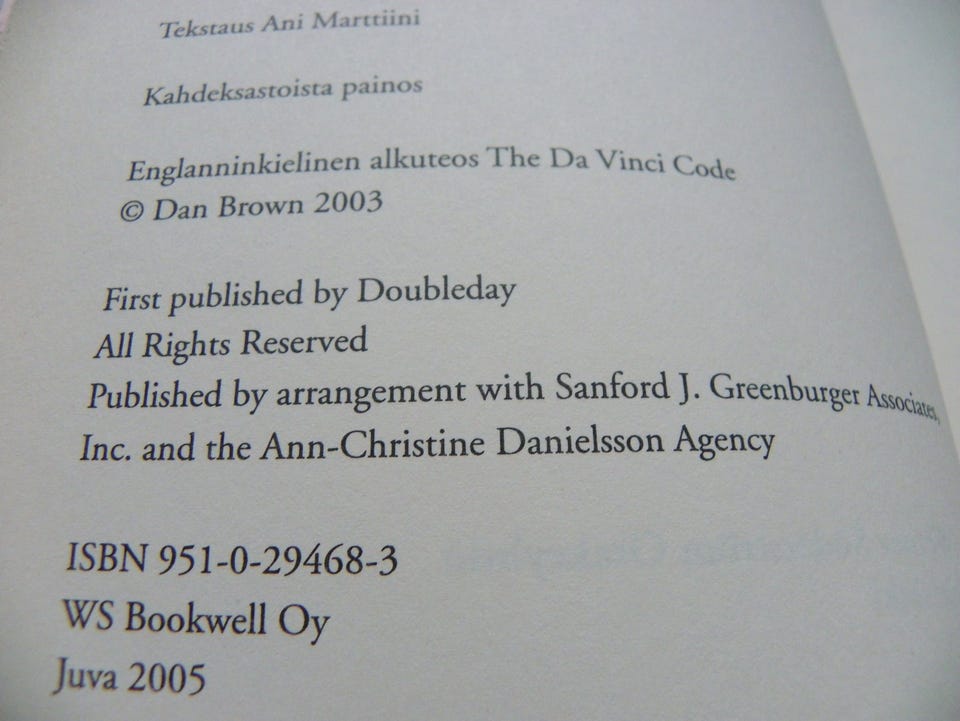 Tekstaus Ani Marttiini
Kahdeksastoista painos
Englanninkielinen alkuteos The Da Vinci Code
© Dan Brown 2003
First published by Doubleday
All Rights Reserved
Published by arrangement with Sanford J. Greenburger Associates,
Inc. and the Ann-Christine Danielsson Agency
ISBN 951-0-29468-3
WS Bookwell Oy
Juva 2005